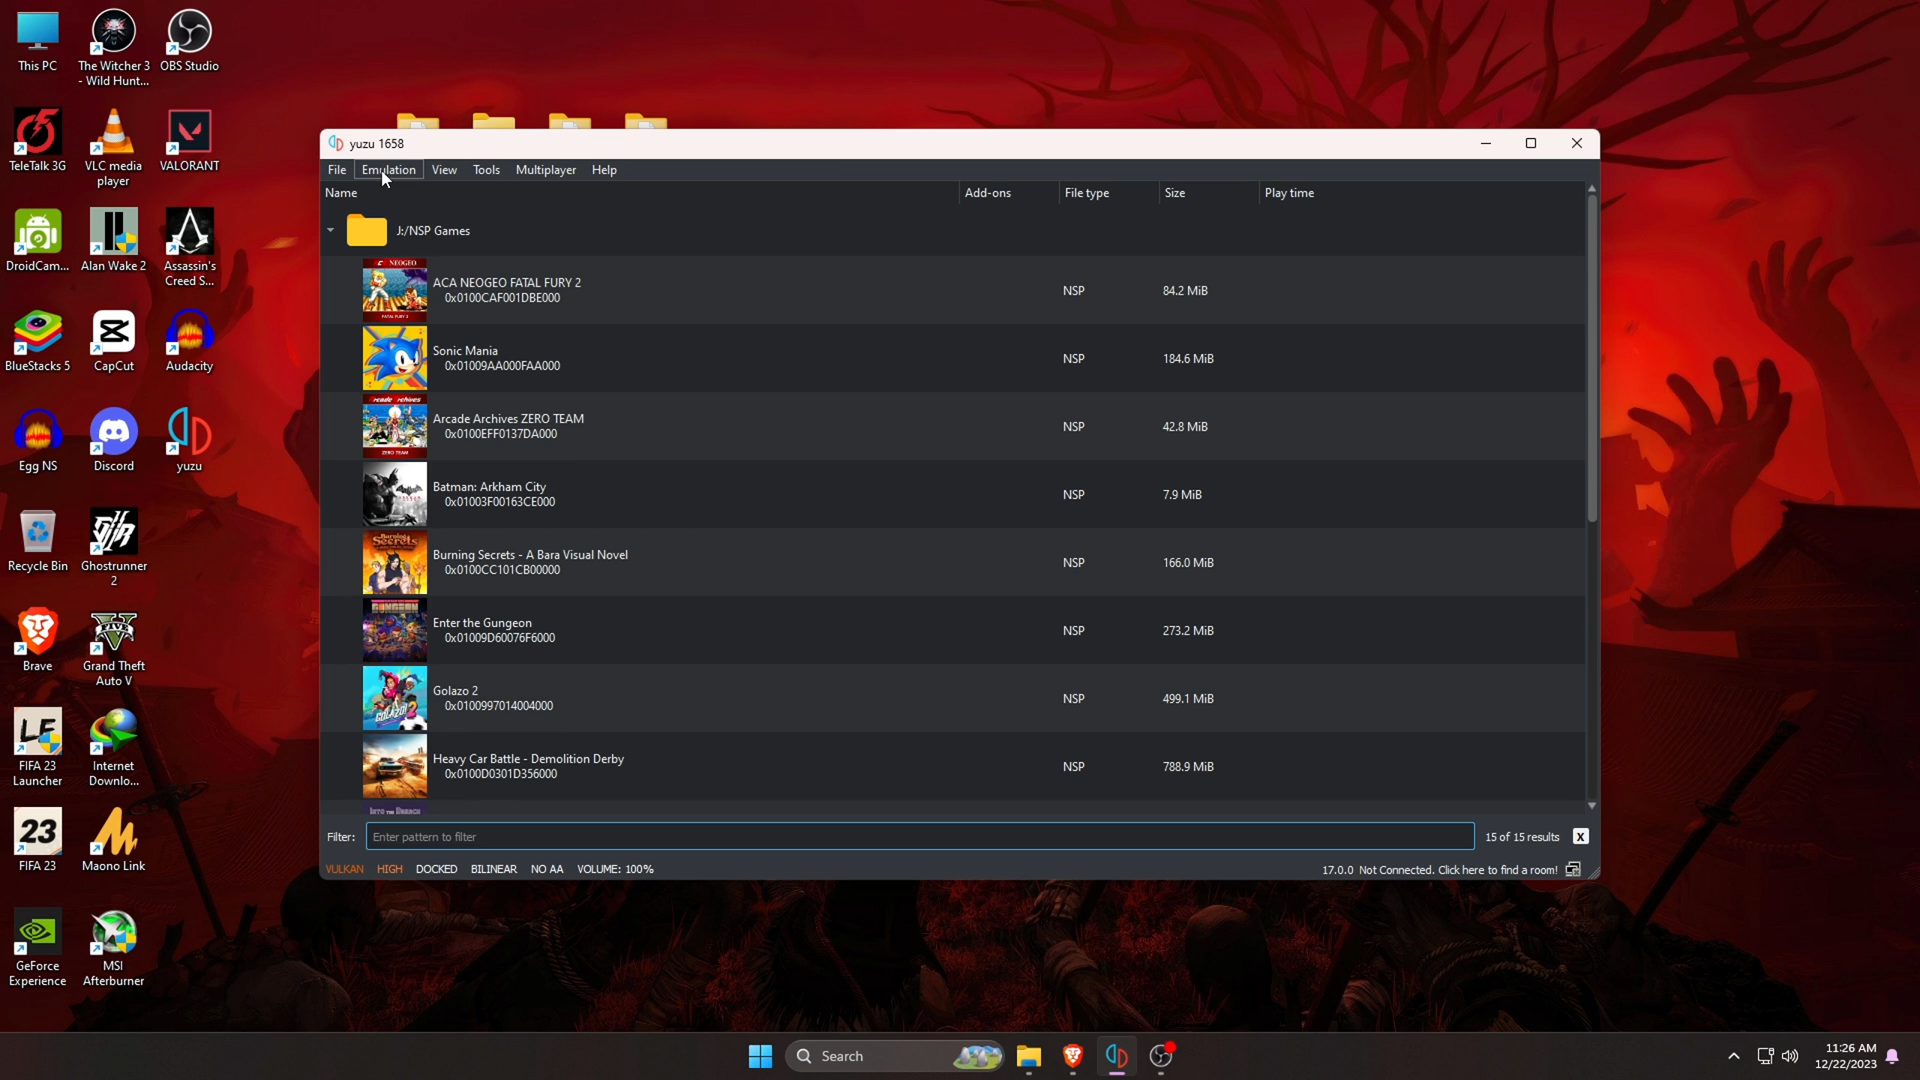 This PC
The Witcher 3
- Wild Hunt...
OBS Studio
TeleTalk 3G
VLC media
player
VALORANT
DroidCam...
Alan Wake 2
Assassin's
Creed S...
BlueStacks 5
CapCut
Audacity
Egg NS
Discord
yuzu
Recycle Bin
Ghostrunner
2
Brave
Grand Theft
Auto V
FIFA 23
Launcher
Internet
Downlo...
23
FIFA 23
Maono Link
GeForce
Experience
MSI
Afterburner
yuzu 1658
File Emulation View Tools Multiplayer Help
Name Add-ons File type Size Play time
J:/NSP Games
ACA NEOGEO FATAL FURY 2
0x0100CAF001DBE000
NSP 84.2 MiB
Sonic Mania
0x01009AA000FAA000
NSP 184.6 MiB
Arcade Archives ZERO TEAM
0x0100EFF0137DA000
NSP 42.8 MiB
Batman: Arkham City
0x01003F00163CE000
NSP 7.9 MiB
Burning Secrets - A Bara Visual Novel
0x0100CC101CB00000
NSP 166.0 MiB
Enter the Gungeon
0x01009D60076F6000
NSP 273.2 MiB
Golazo 2
0x0100997014004000
NSP 499.1 MiB
Heavy Car Battle - Demolition Derby
0x0100D0301D356000
NSP 788.9 MiB
Filter: Enter pattern to filter 15 of 15 results X
VULKAN HIGH DOCKED BILINEAR NO AA VOLUME: 100% 17.0.0 Not Connected. Click here to find a room!
Search
11:26 AM
12/22/2023